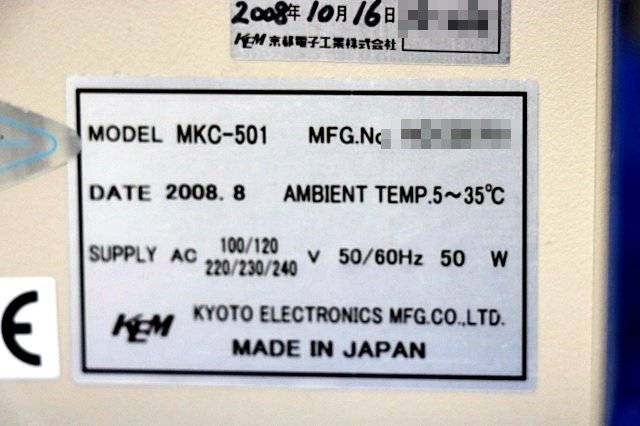 2008年10月16日
KEM 京都電子工業株式会社
MODEL MKC-501 MFG.No
DATE 2008.8 AMBIENT TEMP.5～35℃
SUPPLY AC 100/120 220/230/240 V 50/60Hz 50 W
KEM KYOTO ELECTRONICS MFG.CO.,LTD.
MADE IN JAPAN
CE